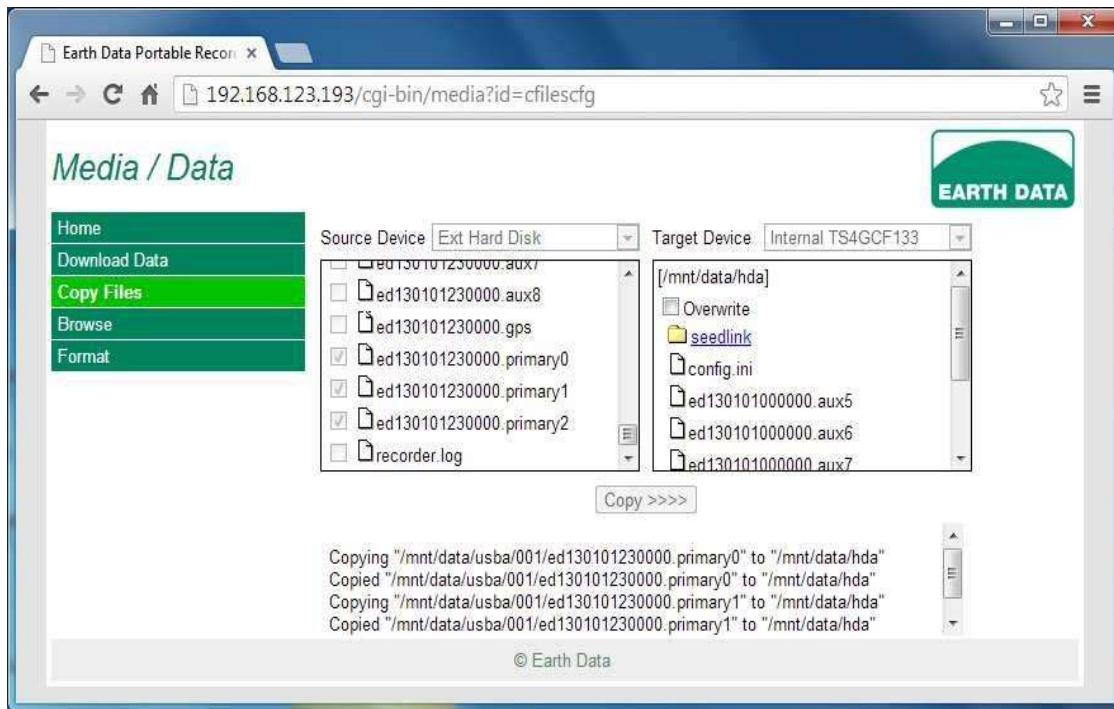 Earth Data Portable Recor
192.168.123.193/cgi-bin/media?id=cfilescfg
Media / Data
EARTH DATA
Home
Download Data
Copy Files
Browse
Format
Source Device Ext Hard Disk
ed130101230000.aux7
ed130101230000.aux8
ed130101230000.gps
ed130101230000.primary0
ed130101230000.primary1
ed130101230000.primary2
recorder.log
Target Device Internal TS4GCF133
[/mnt/data/hda]
Overwrite
seedlink
config.ini
ed130101000000.aux5
ed130101000000.aux6
ed130101000000.aux7
Copy >>>>
Copying "/mnt/data/usba/001/ed130101230000.primary0" to "/mnt/data/hda"
Copied "/mnt/data/usba/001/ed130101230000.primary0" to "/mnt/data/hda"
Copying "/mnt/data/usba/001/ed130101230000.primary1" to "/mnt/data/hda"
Copied "/mnt/data/usba/001/ed130101230000.primary1" to "/mnt/data/hda"
© Earth Data